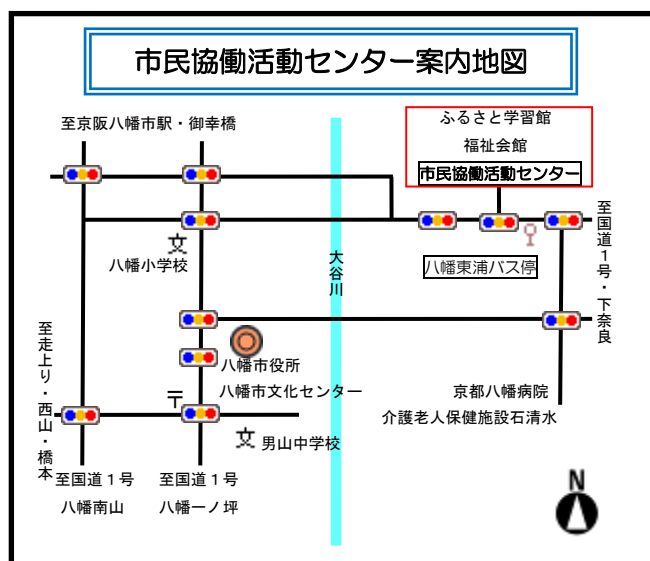 市民協働活動センター案内地図
至京阪八幡市駅・御幸橋
ふるさと学習館
福祉会館
市民協働活動センター
至国道1号・下奈良
八幡小学校
大谷川
八幡東浦バス停
至走上り・西山・橋本
八幡市役所
八幡市文化センター
京都八幡病院
介護老人保健施設石清水
〒
文
男山中学校
文
至国道1号
八幡南山
至国道1号
八幡一ノ坪
N